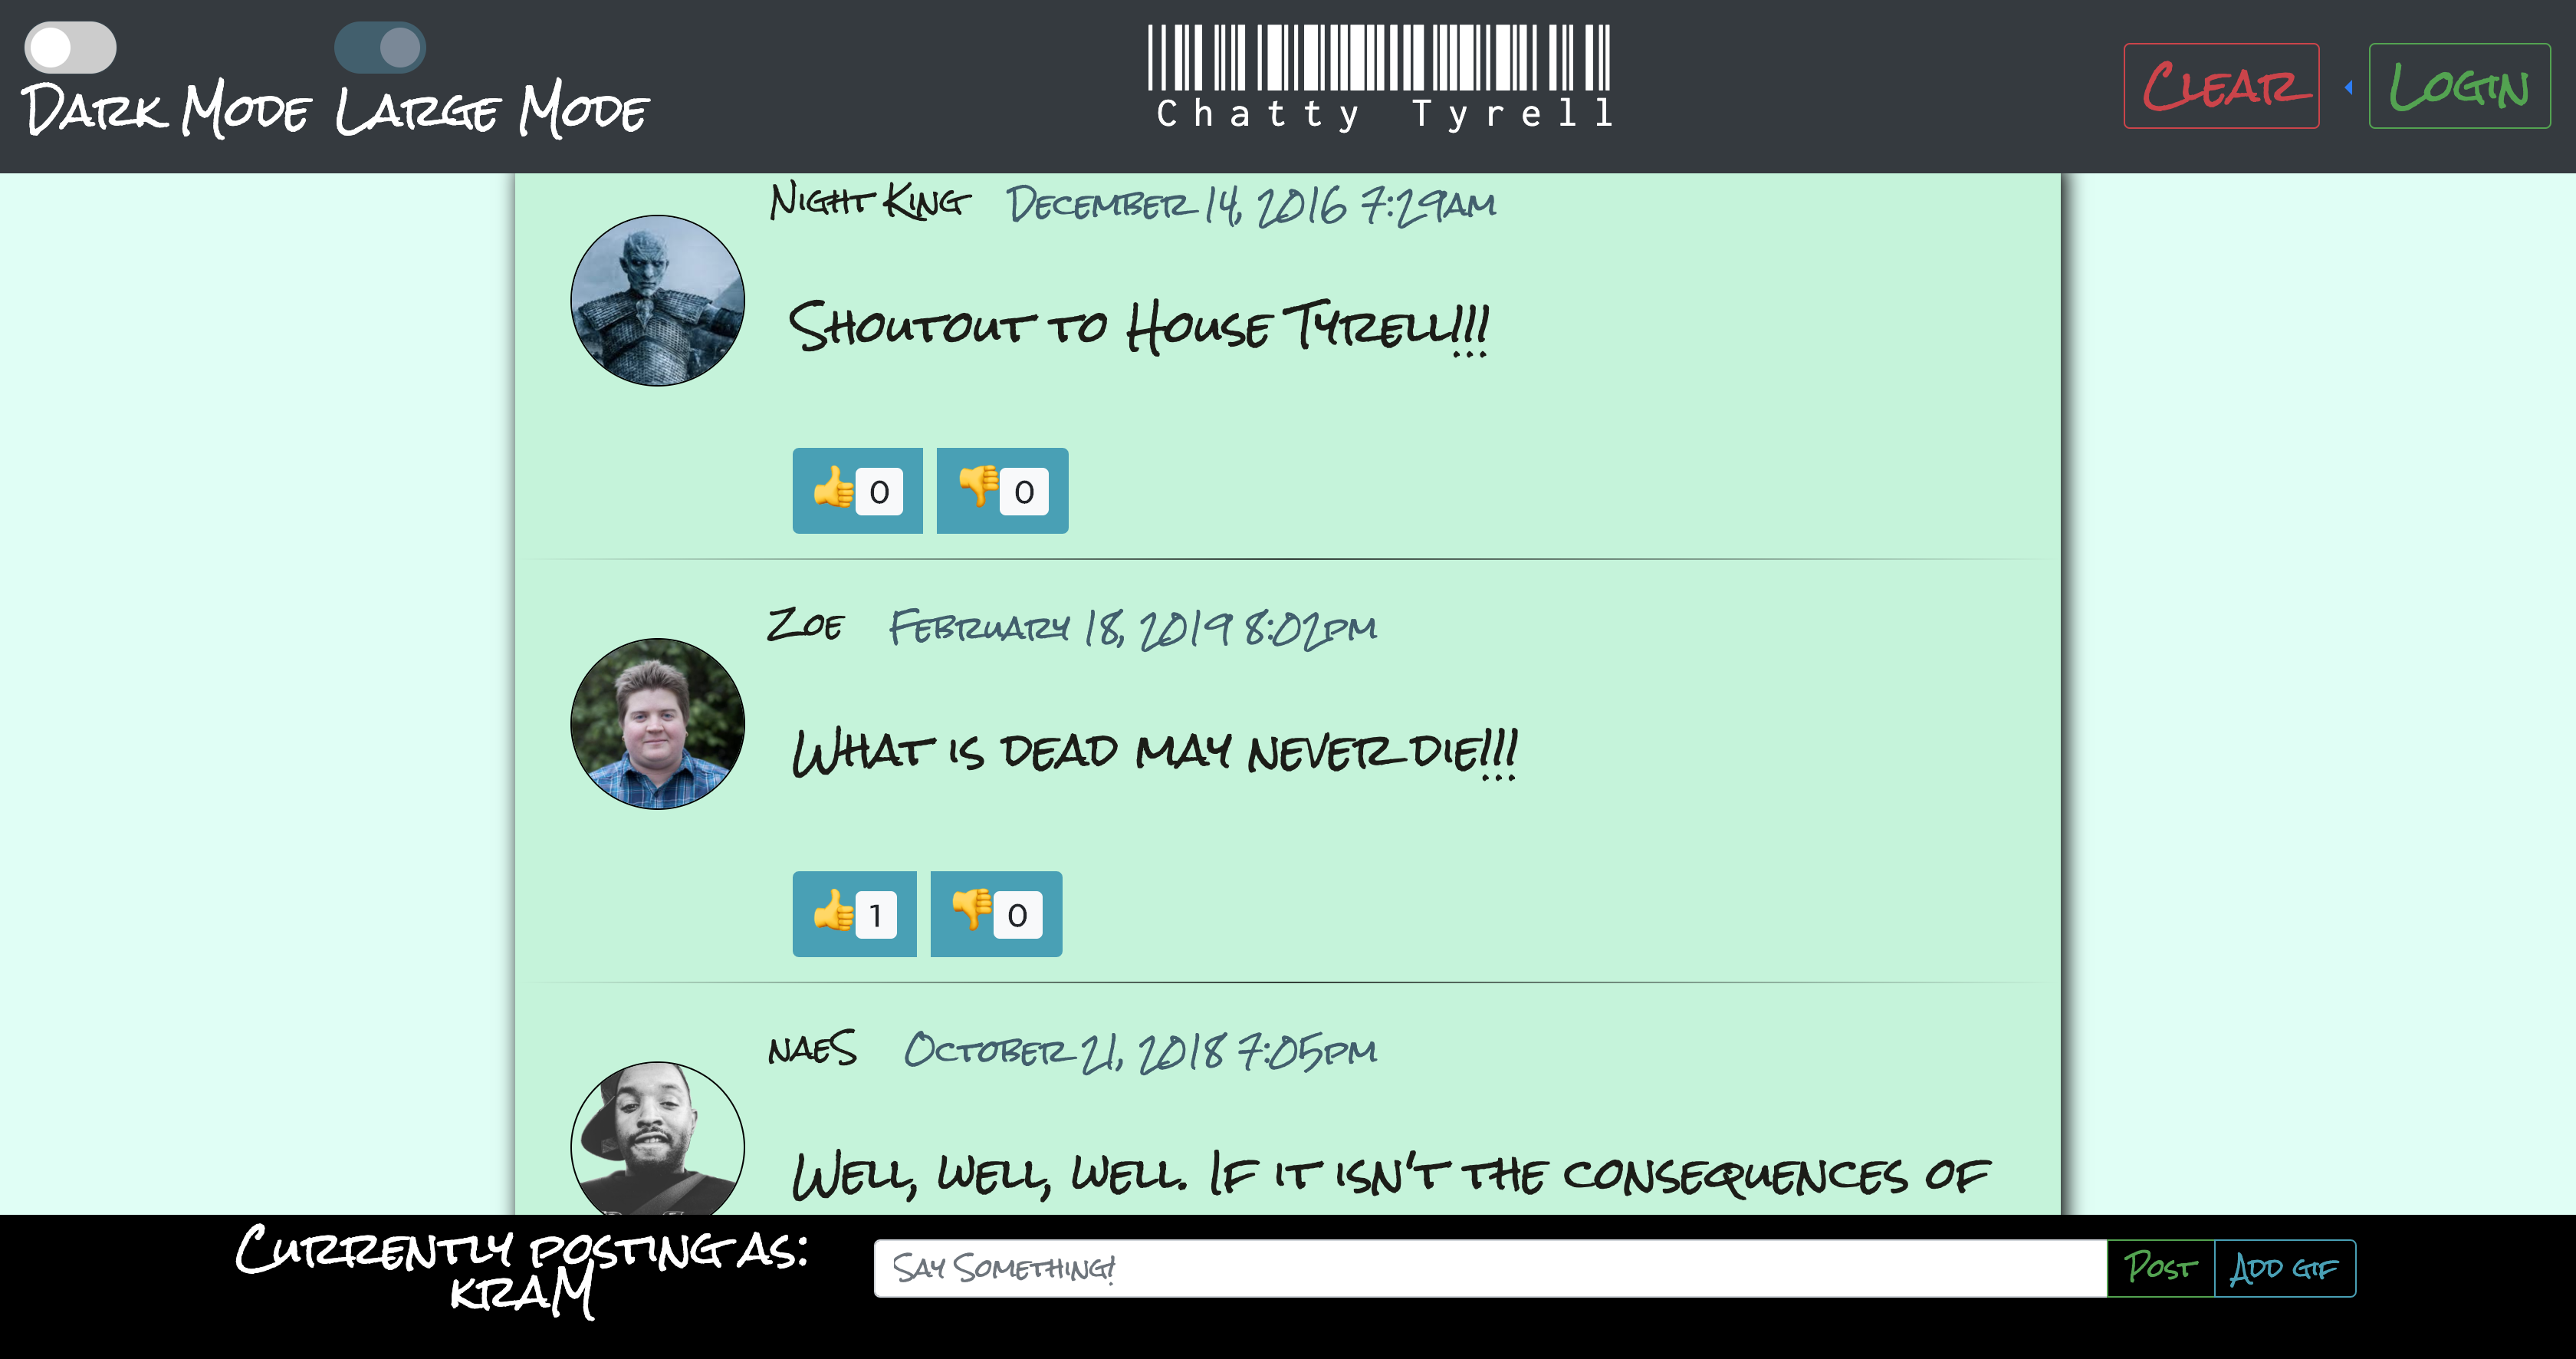 Dark Mode Large Mode
Chatty Tyrell
Clear
Login
Night King December 14, 2016 7:29am
Shoutout to House Tyrell!!!
👍 0 👎 0
Zoe February 18, 2019 8:02pm
What is dead may never die!!!
👍 1 👎 0
naeS October 21, 2018 7:05pm
Well, well, well. If it isn't the consequences of
Currently posting as:
kraM
Say Something!
Post
Add gif